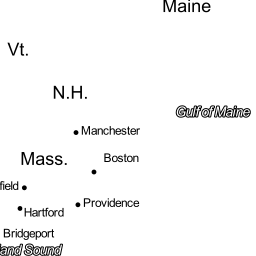 Maine
Vt.
N.H.
Gulf of Maine
Manchester
Mass.
Boston
field
Providence
Hartford
Bridgeport
and Sound